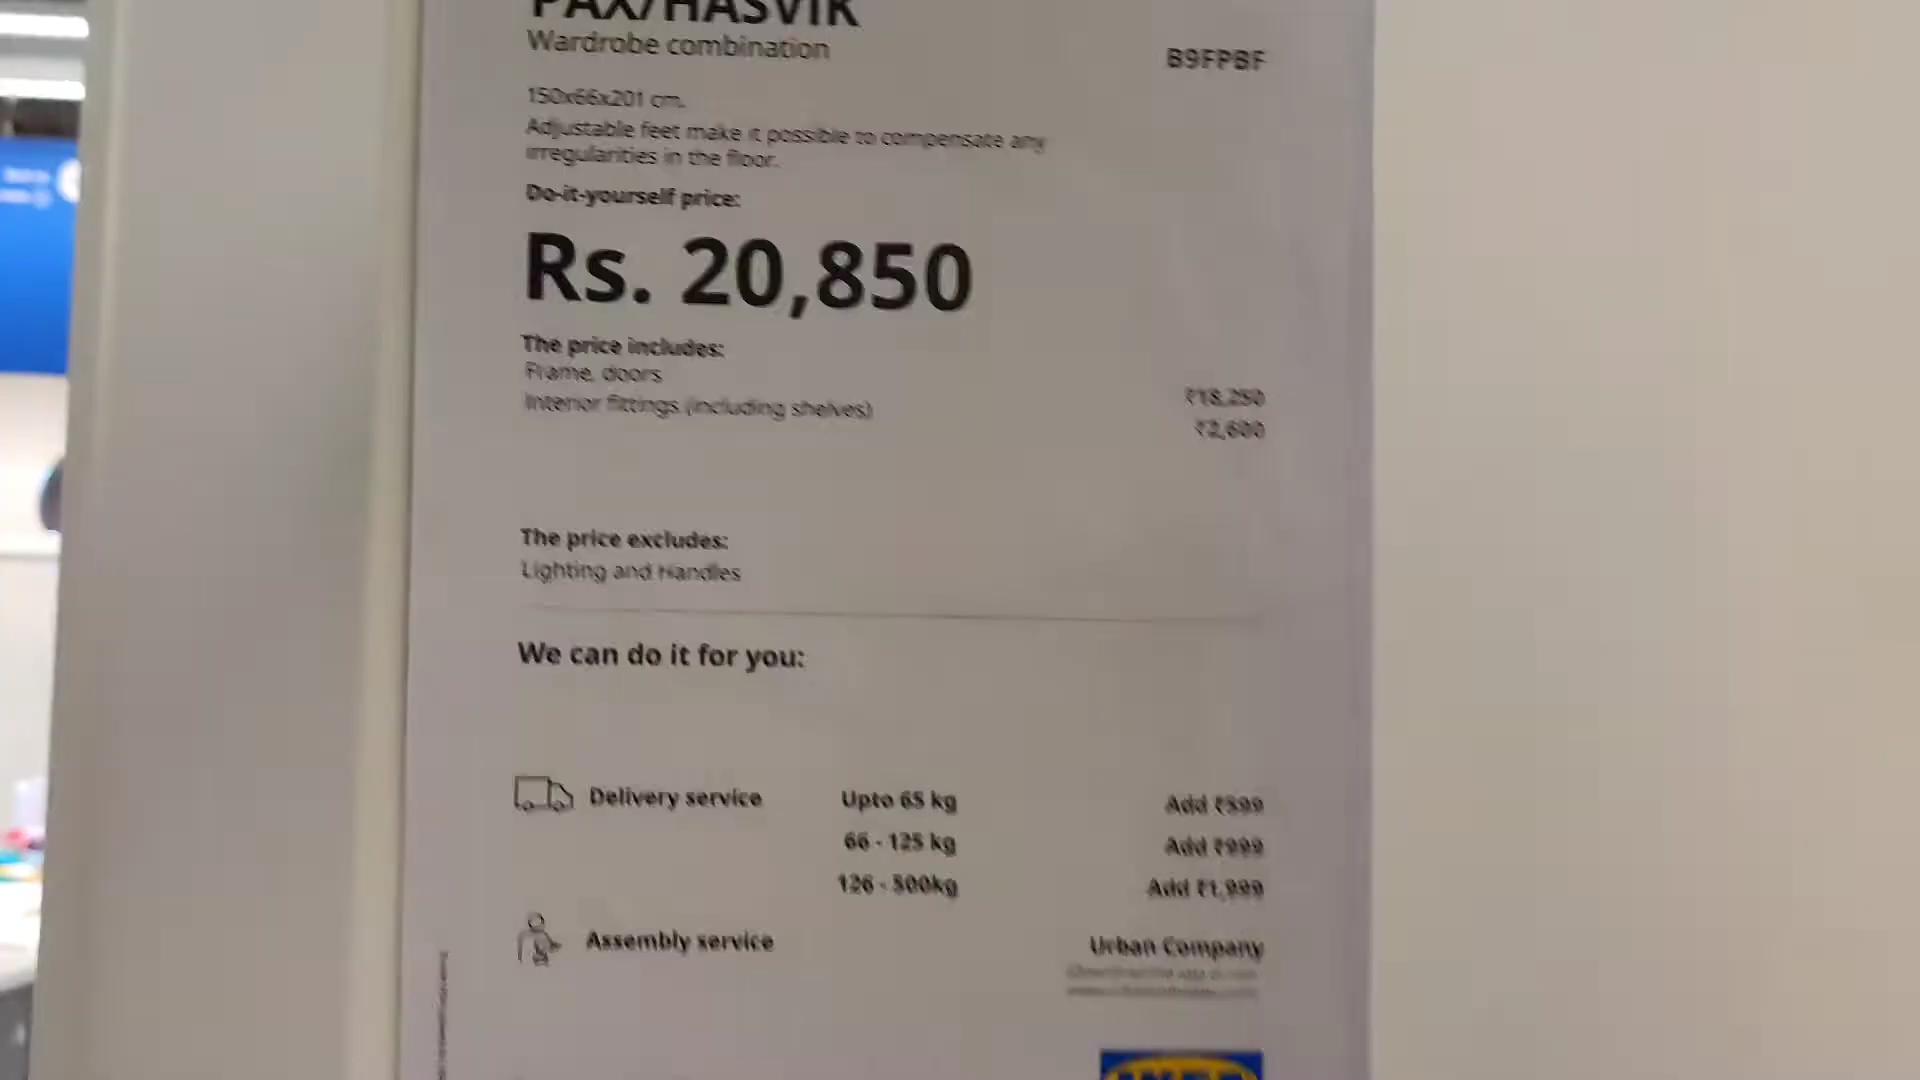 PAX/HASVIK
Wardrobe combination
B9FPBF
150x66x201 cm.
Adjustable feet make it possible to compensate any
irregularities in the floor.
Do-it-yourself price:
Rs. 20,850
The price includes:
Frame, doors
₹18,250
Interior fittings (including shelves)
₹2,600
The price excludes:
Lighting and Handles
We can do it for you:
Delivery service Upto 65 kg Add
66 - 125 kg Add ₹999
126 - 500kg Add ₹1,999
Assembly service Urban Company
IKEA